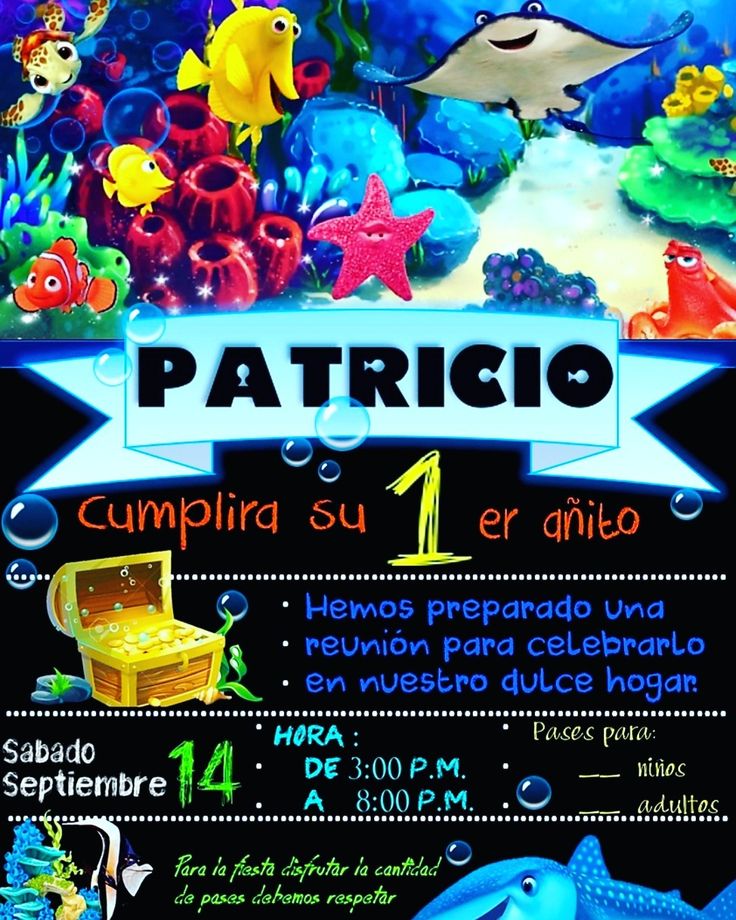 PATRICIO
Cumplira su 1 er añito
• Hemos preparado una
• reunión para celebrarlo
• en nuestro dulce hogar.
Sabado
Septiembre 14
HORA :
DE 3:00 P.M.
A 8:00 P.M.
Pases para:
__ niños
__ adultos
Para la fiesta disfrutar la cantidad
de pases debemos respetar